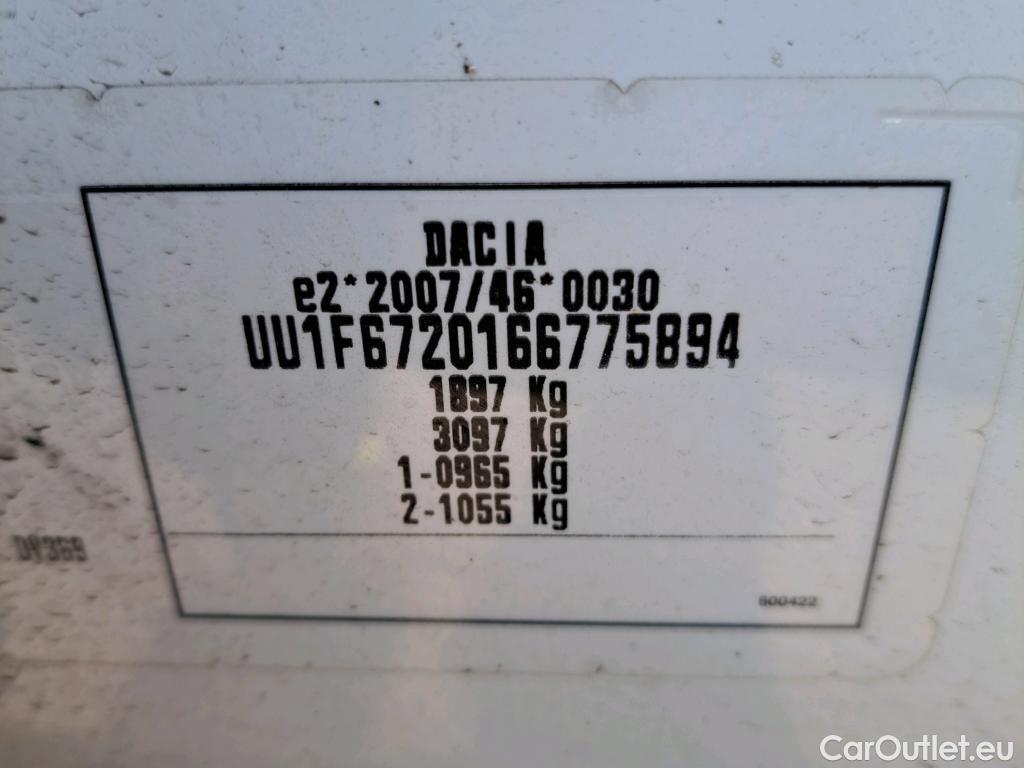 DACIA
e2*2007/46*0030
UU1F6720166775894
1897 Kg
3097 Kg
1-0965 Kg
2-1055 Kg
DV369
600422
CarOutlet.eu